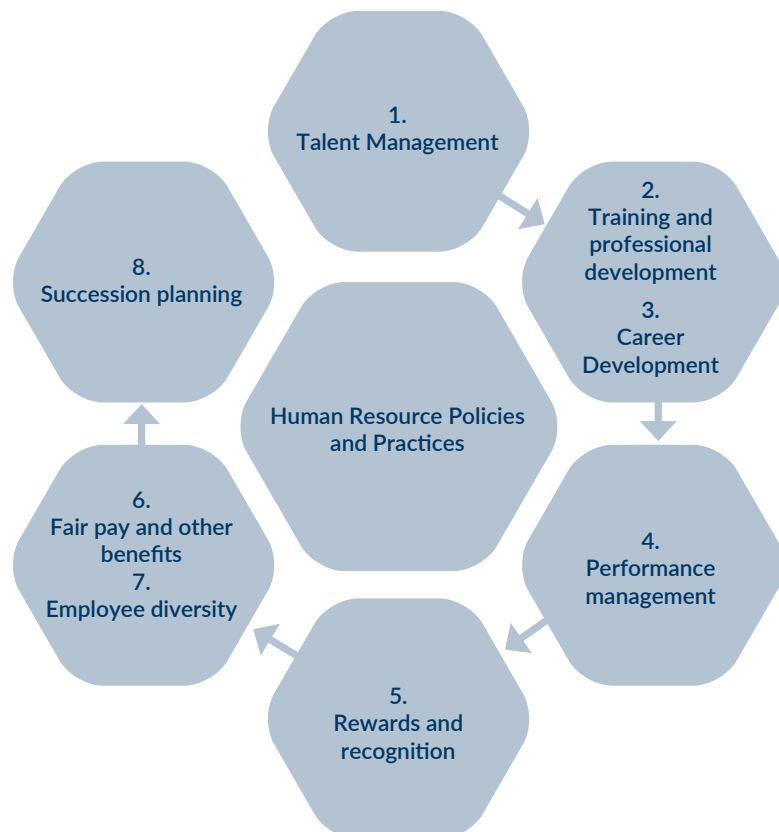 1.
Talent Management
2.
Training and
professional
development
3.
Career
Development
4.
Performance
management
5.
Rewards and
recognition
6.
Fair pay and other
benefits
7.
Employee diversity
8.
Succession planning
Human Resource Policies
and Practices